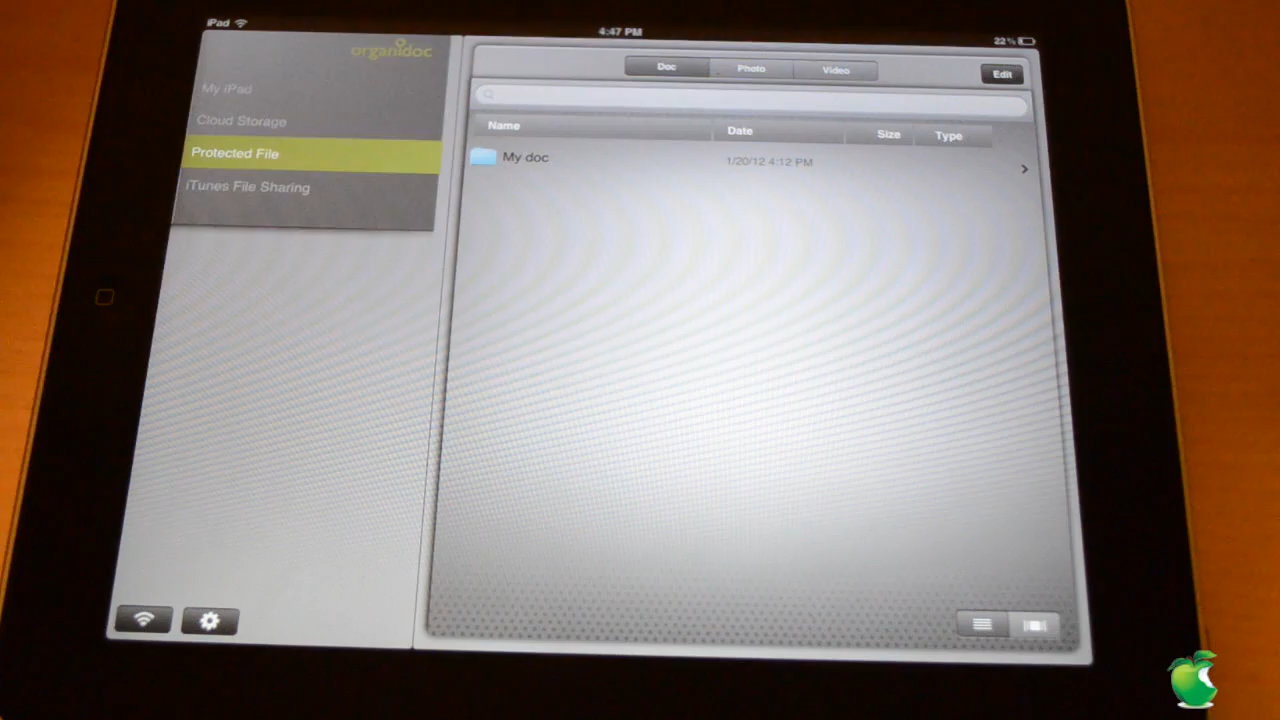 iPad
4:47 PM
22%
organidoc
My iPad
Cloud Storage
Protected File
iTunes File Sharing
Doc
Photo
Video
Edit
Name
Date
Size
Type
My doc
1/20/12 4:12 PM